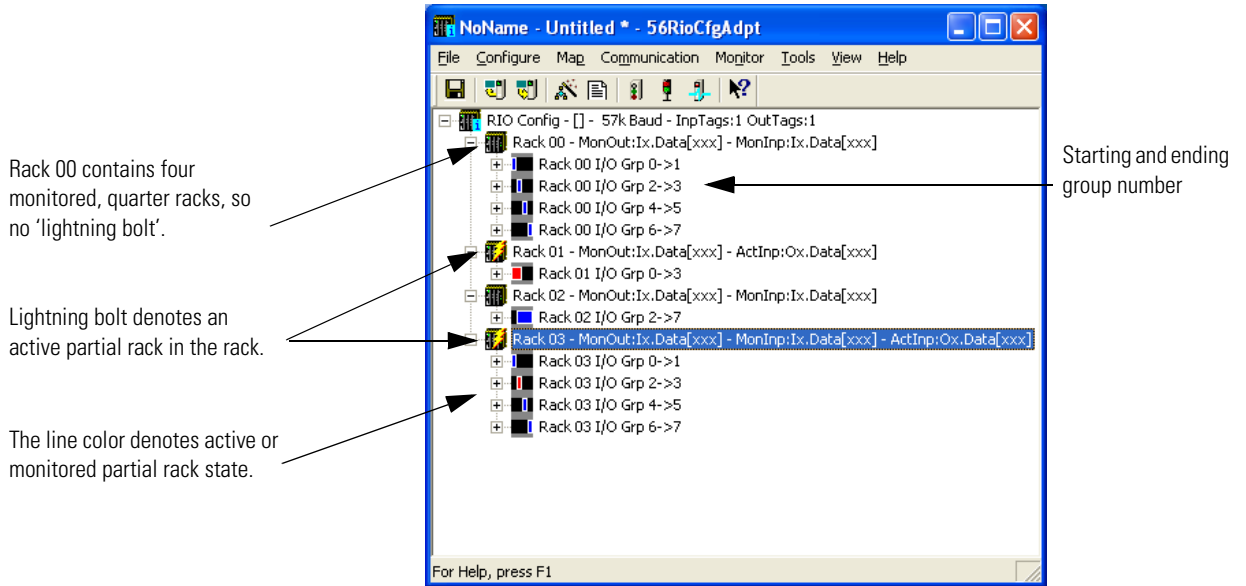 NoName - Untitled * - 56RioCfgAdpt
File Configure Map Communication Monitor Tools View Help
RIO Config - [] - 57k Baud - InpTags:1 OutTags:1
Rack 00 - MonOut:Ix.Data[xxx] - MonInp:Ix.Data[xxx]
Rack 00 I/O Grp 0->1
Rack 00 I/O Grp 2->3
Rack 00 I/O Grp 4->5
Rack 00 I/O Grp 6->7
Rack 01 - MonOut:Ix.Data[xxx] - ActInp:Ox.Data[xxx]
Rack 01 I/O Grp 0->3
Rack 02 - MonOut:Ix.Data[xxx] - MonInp:Ix.Data[xxx]
Rack 02 I/O Grp 2->7
Rack 03 - MonOut:Ix.Data[xxx] - MonInp:Ix.Data[xxx] - ActInp:Ox.Data[xxx]
Rack 03 I/O Grp 0->1
Rack 03 I/O Grp 2->3
Rack 03 I/O Grp 4->5
Rack 03 I/O Grp 6->7
For Help, press F1
Rack 00 contains four
monitored, quarter racks, so
no ‘lightning bolt’.
Lightning bolt denotes an
active partial rack in the rack.
The line color denotes active or
monitored partial rack state.
Starting and ending
group number